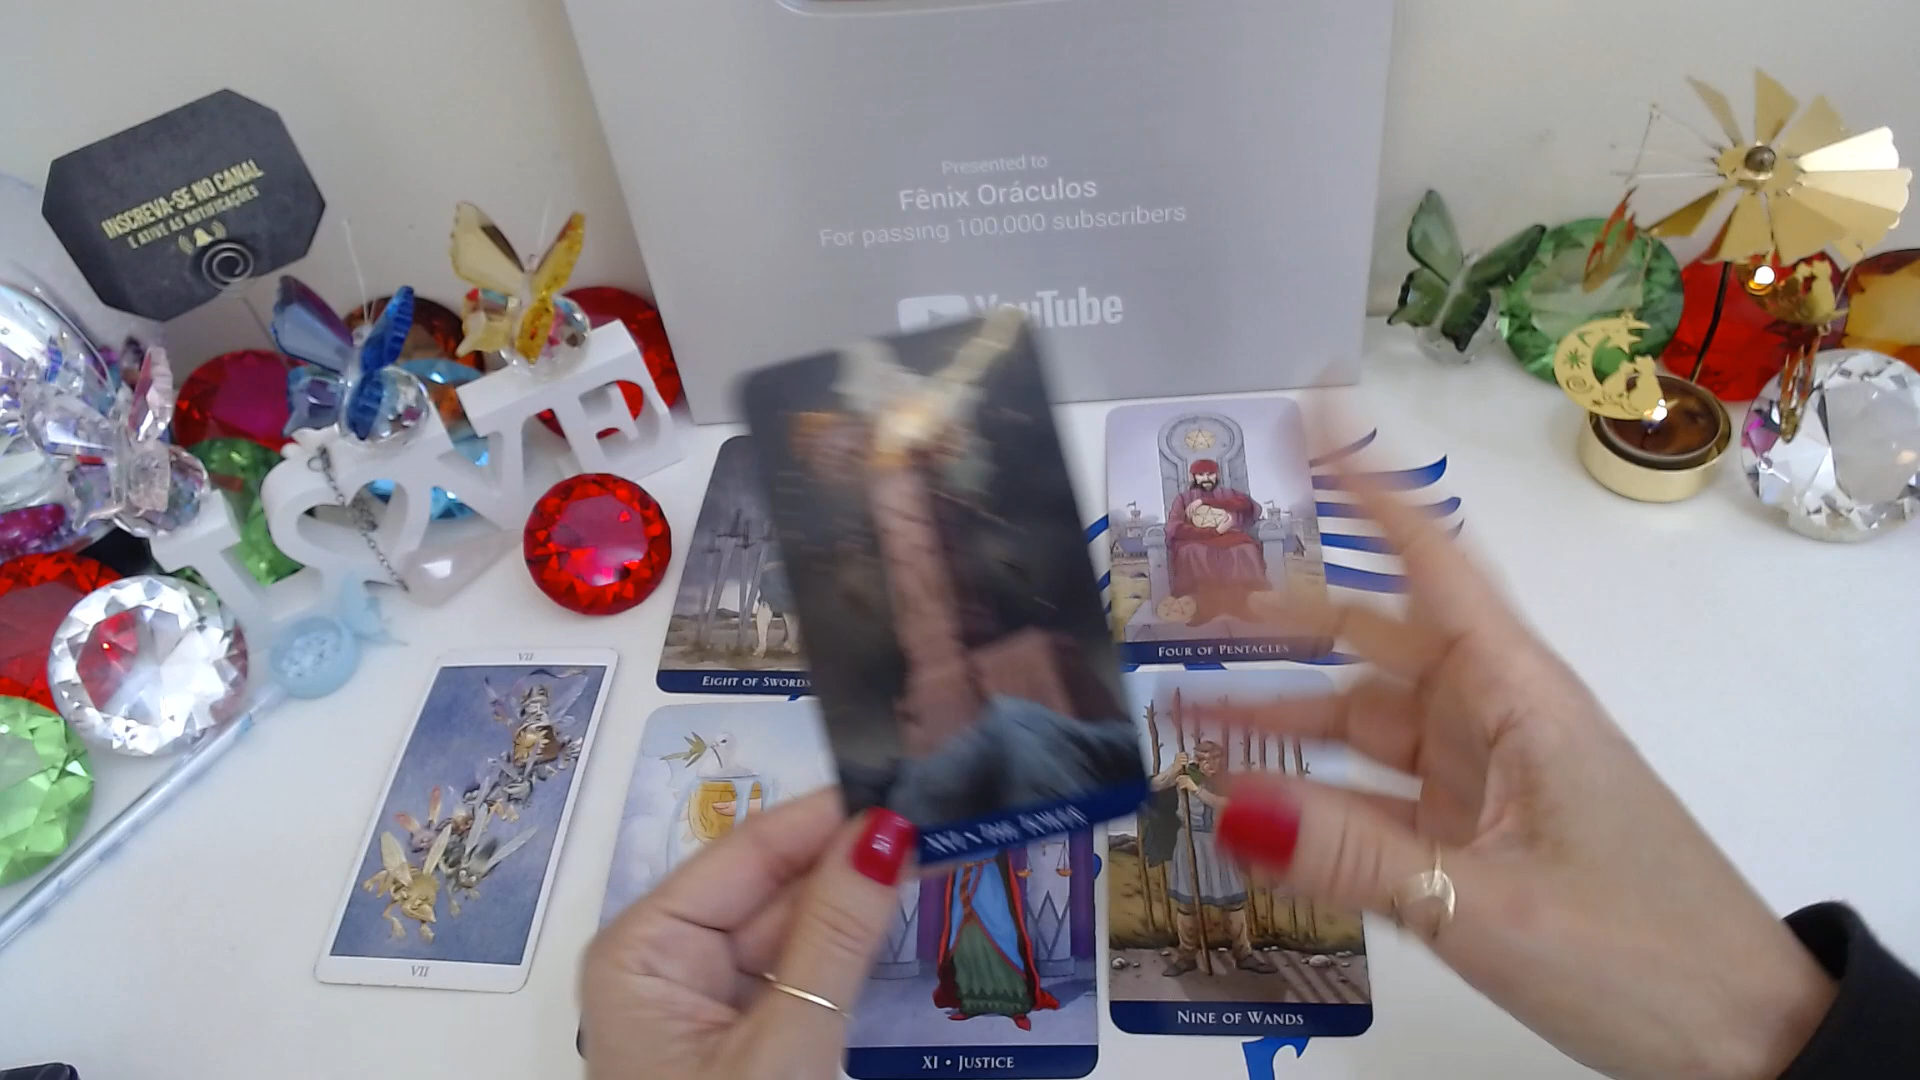 INSCREVA-SE NO CANAL
E ATIVE AS NOTIFICAÇÕES
Presented to
Fênix Oráculos
For passing 100,000 subscribers
YouTube
LOVE
EIGHT OF SWORDS
FOUR OF PENTACLES
VII
VII
NINE OF WANDS
XI • JUSTICE